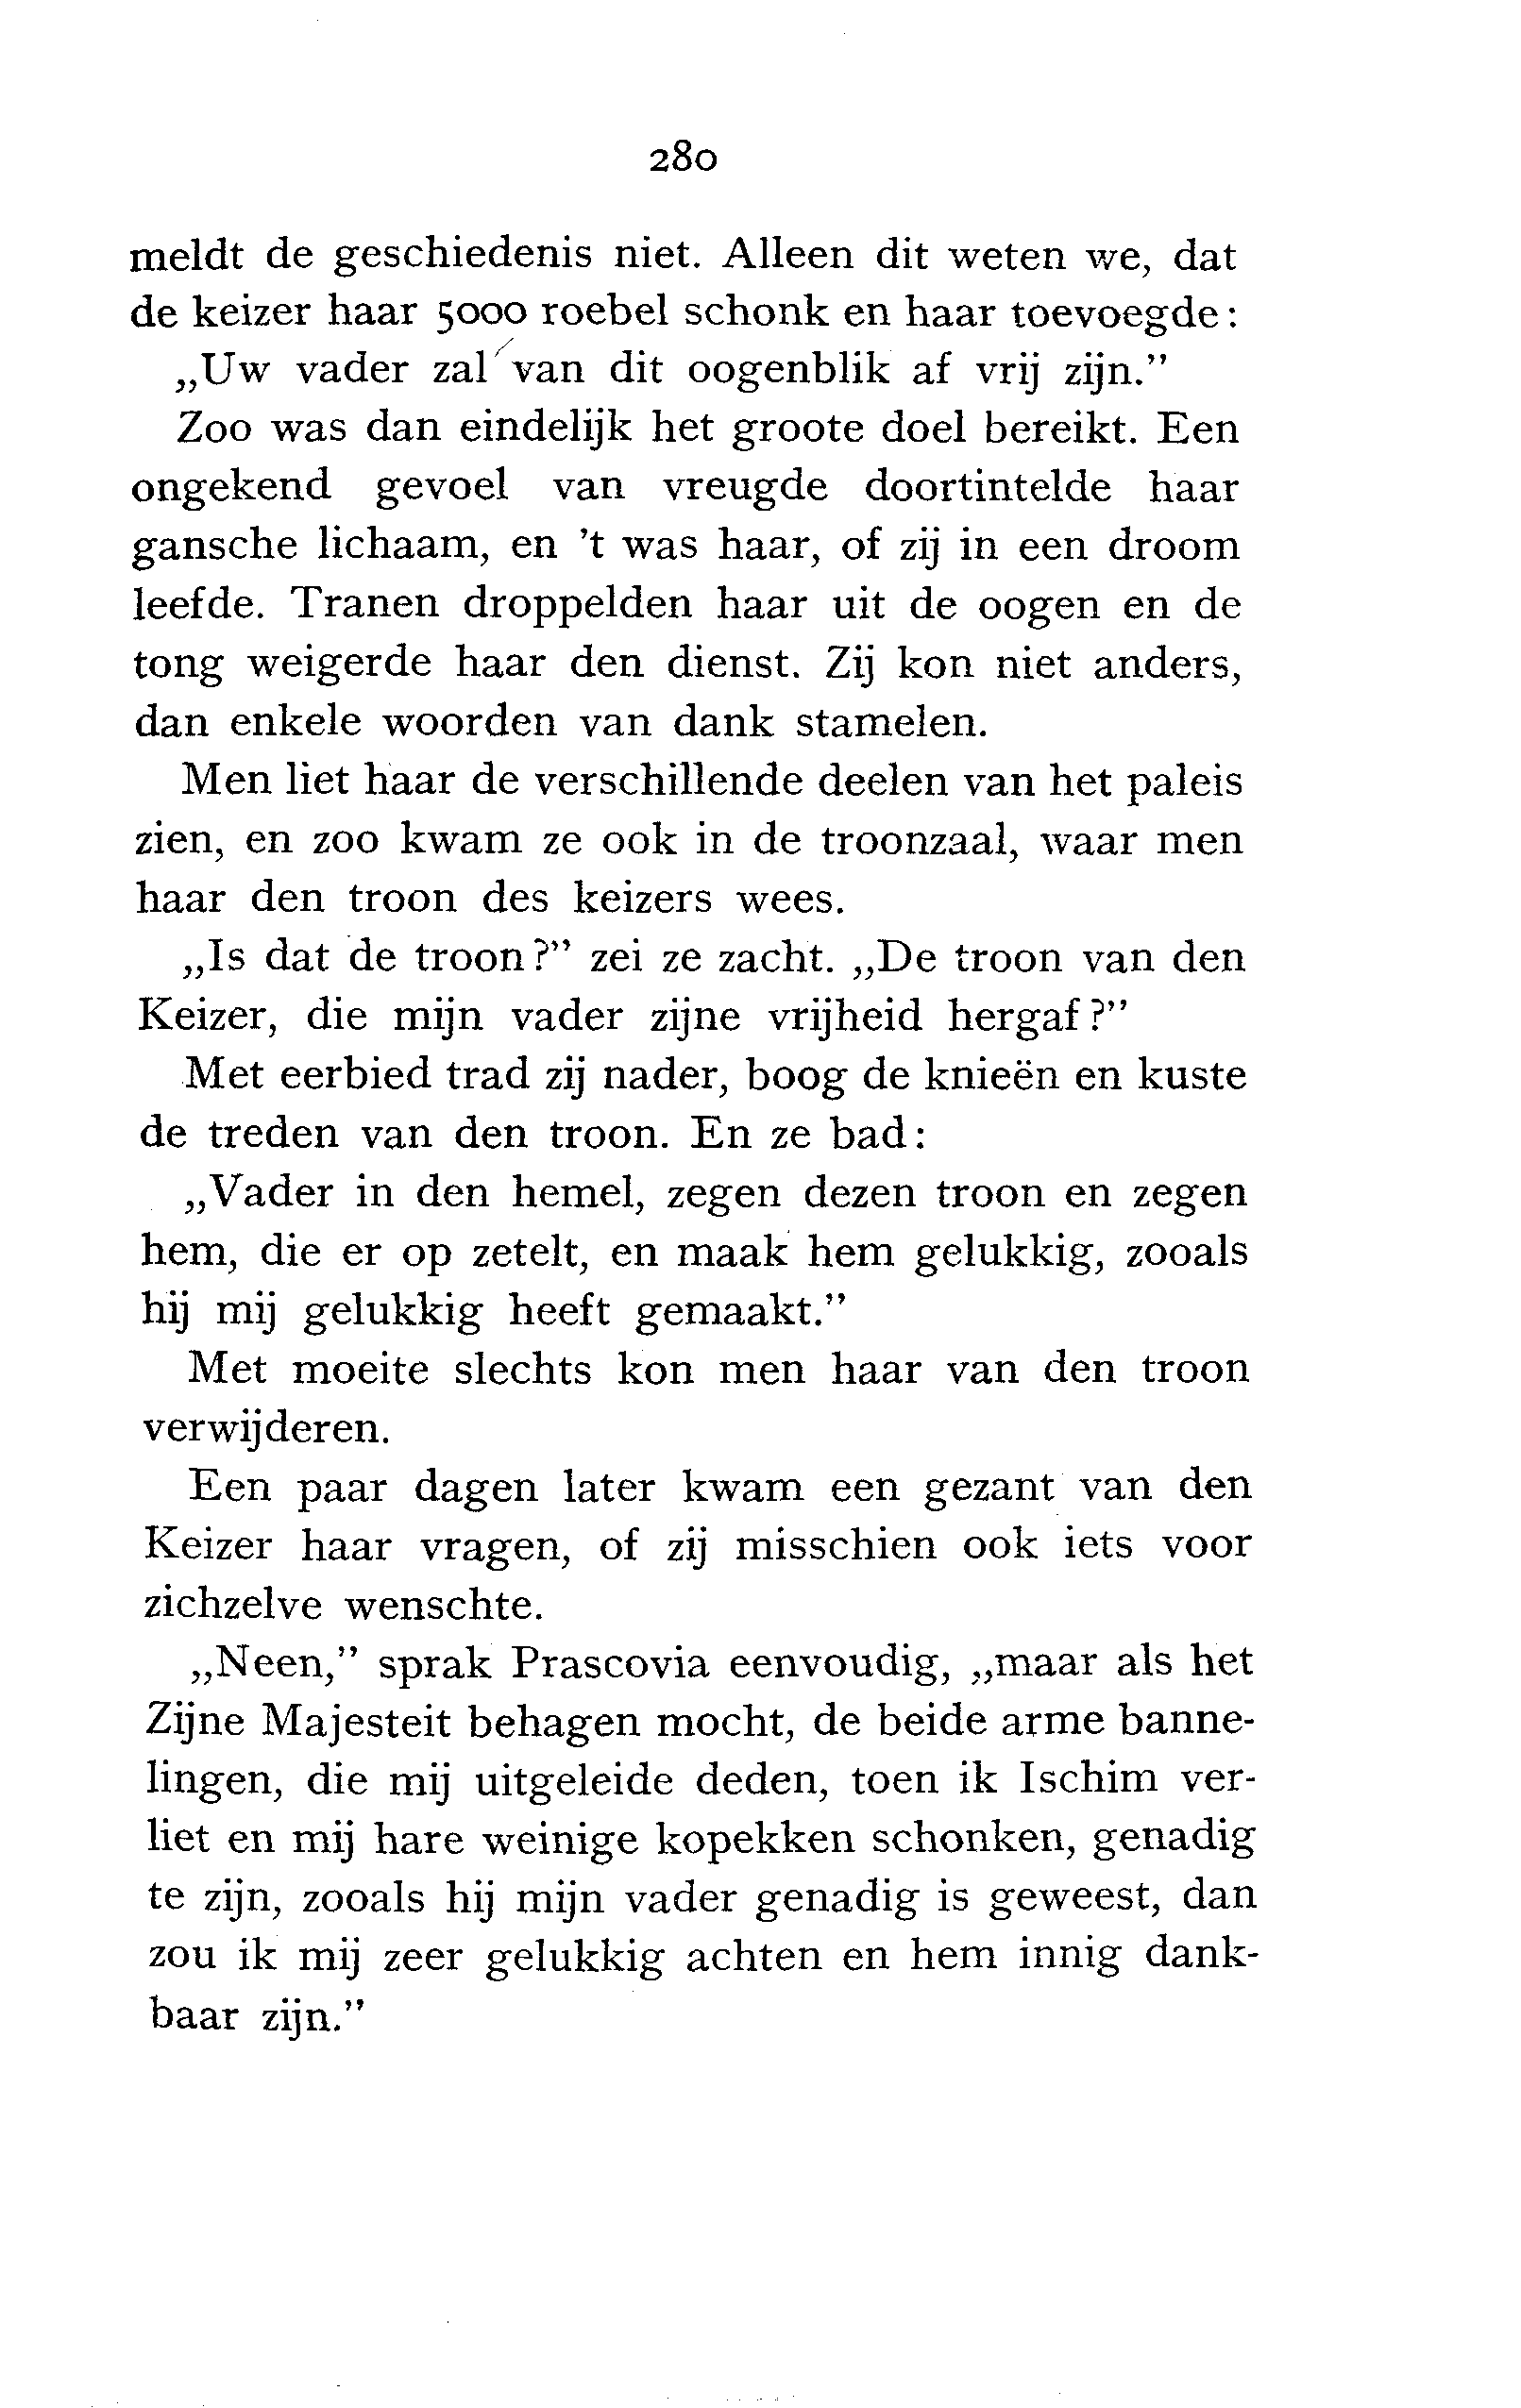 280
meldt de geschiedenis niet. Alleen dit weten we, dat
de keizer haar 5000 roebel schonk en haar toevoegde:
„Uw vader zal van dit oogenblik af vrij zijn.”
Zoo was dan eindelijk het groote doel bereikt. Een
ongekend gevoel van vreugde doortintelde haar
gansche lichaam, en 't was haar, of zij in een droom
leefde. Tranen droppelden haar uit de oogen en de
tong weigerde haar den dienst. Zij kon niet anders,
dan enkele woorden van dank stamelen.
Men liet haar de verschillende deelen van het paleis
zien, en zoo kwam ze ook in de troonzaal, waar men
haar den troon des keizers wees.
„Is dat de troon?” zei ze zacht. „De troon van den
Keizer, die mijn vader zijne vrijheid hergaf?”
Met eerbied trad zij nader, boog de knieën en kuste
de treden van den troon. En ze bad:
„Vader in den hemel, zegen dezen troon en zegen
hem, die er op zetelt, en maak hem gelukkig, zooals
hij mij gelukkig heeft gemaakt.”
Met moeite slechts kon men haar van den troon
verwijderen.
Een paar dagen later kwam een gezant van den
Keizer haar vragen, of zij misschien ook iets voor
zichzelve wenschte.
„Neen,” sprak Prascovia eenvoudig, „maar als het
Zijne Majesteit behagen mocht, de beide arme banne-
lingen, die mij uitgeleide deden, toen ik Ischim ver-
liet en mij hare weinige kopekken schonken, genadig
te zijn, zooals hij mijn vader genadig is geweest, dan
zou ik mij zeer gelukkig achten en hem innig dank-
baar zijn.”